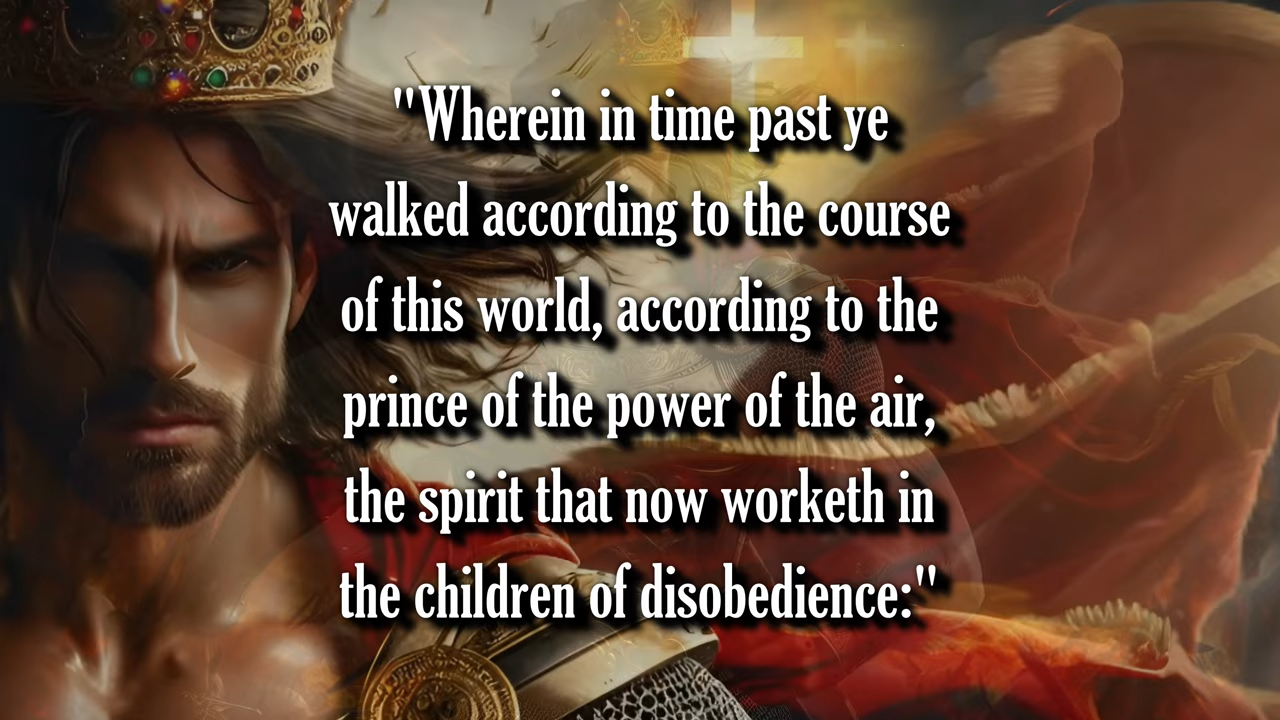 "Wherein in time past ye
walked according to the course
of this world, according to the
prince of the power of the air,
the spirit that now worketh in
the children of disobedience:"